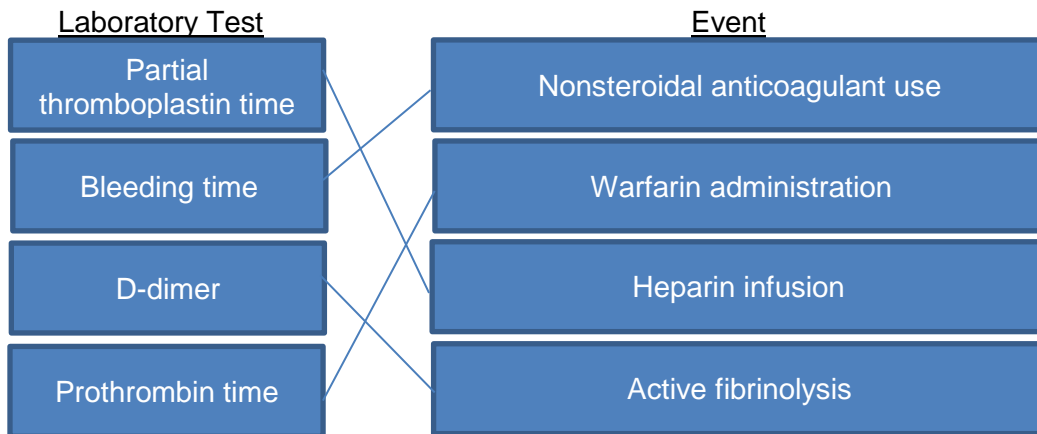 Laboratory Test
Event
Partial
thromboplastin time
Nonsteroidal anticoagulant use
Bleeding time
Warfarin administration
D-dimer
Heparin infusion
Prothrombin time
Active fibrinolysis